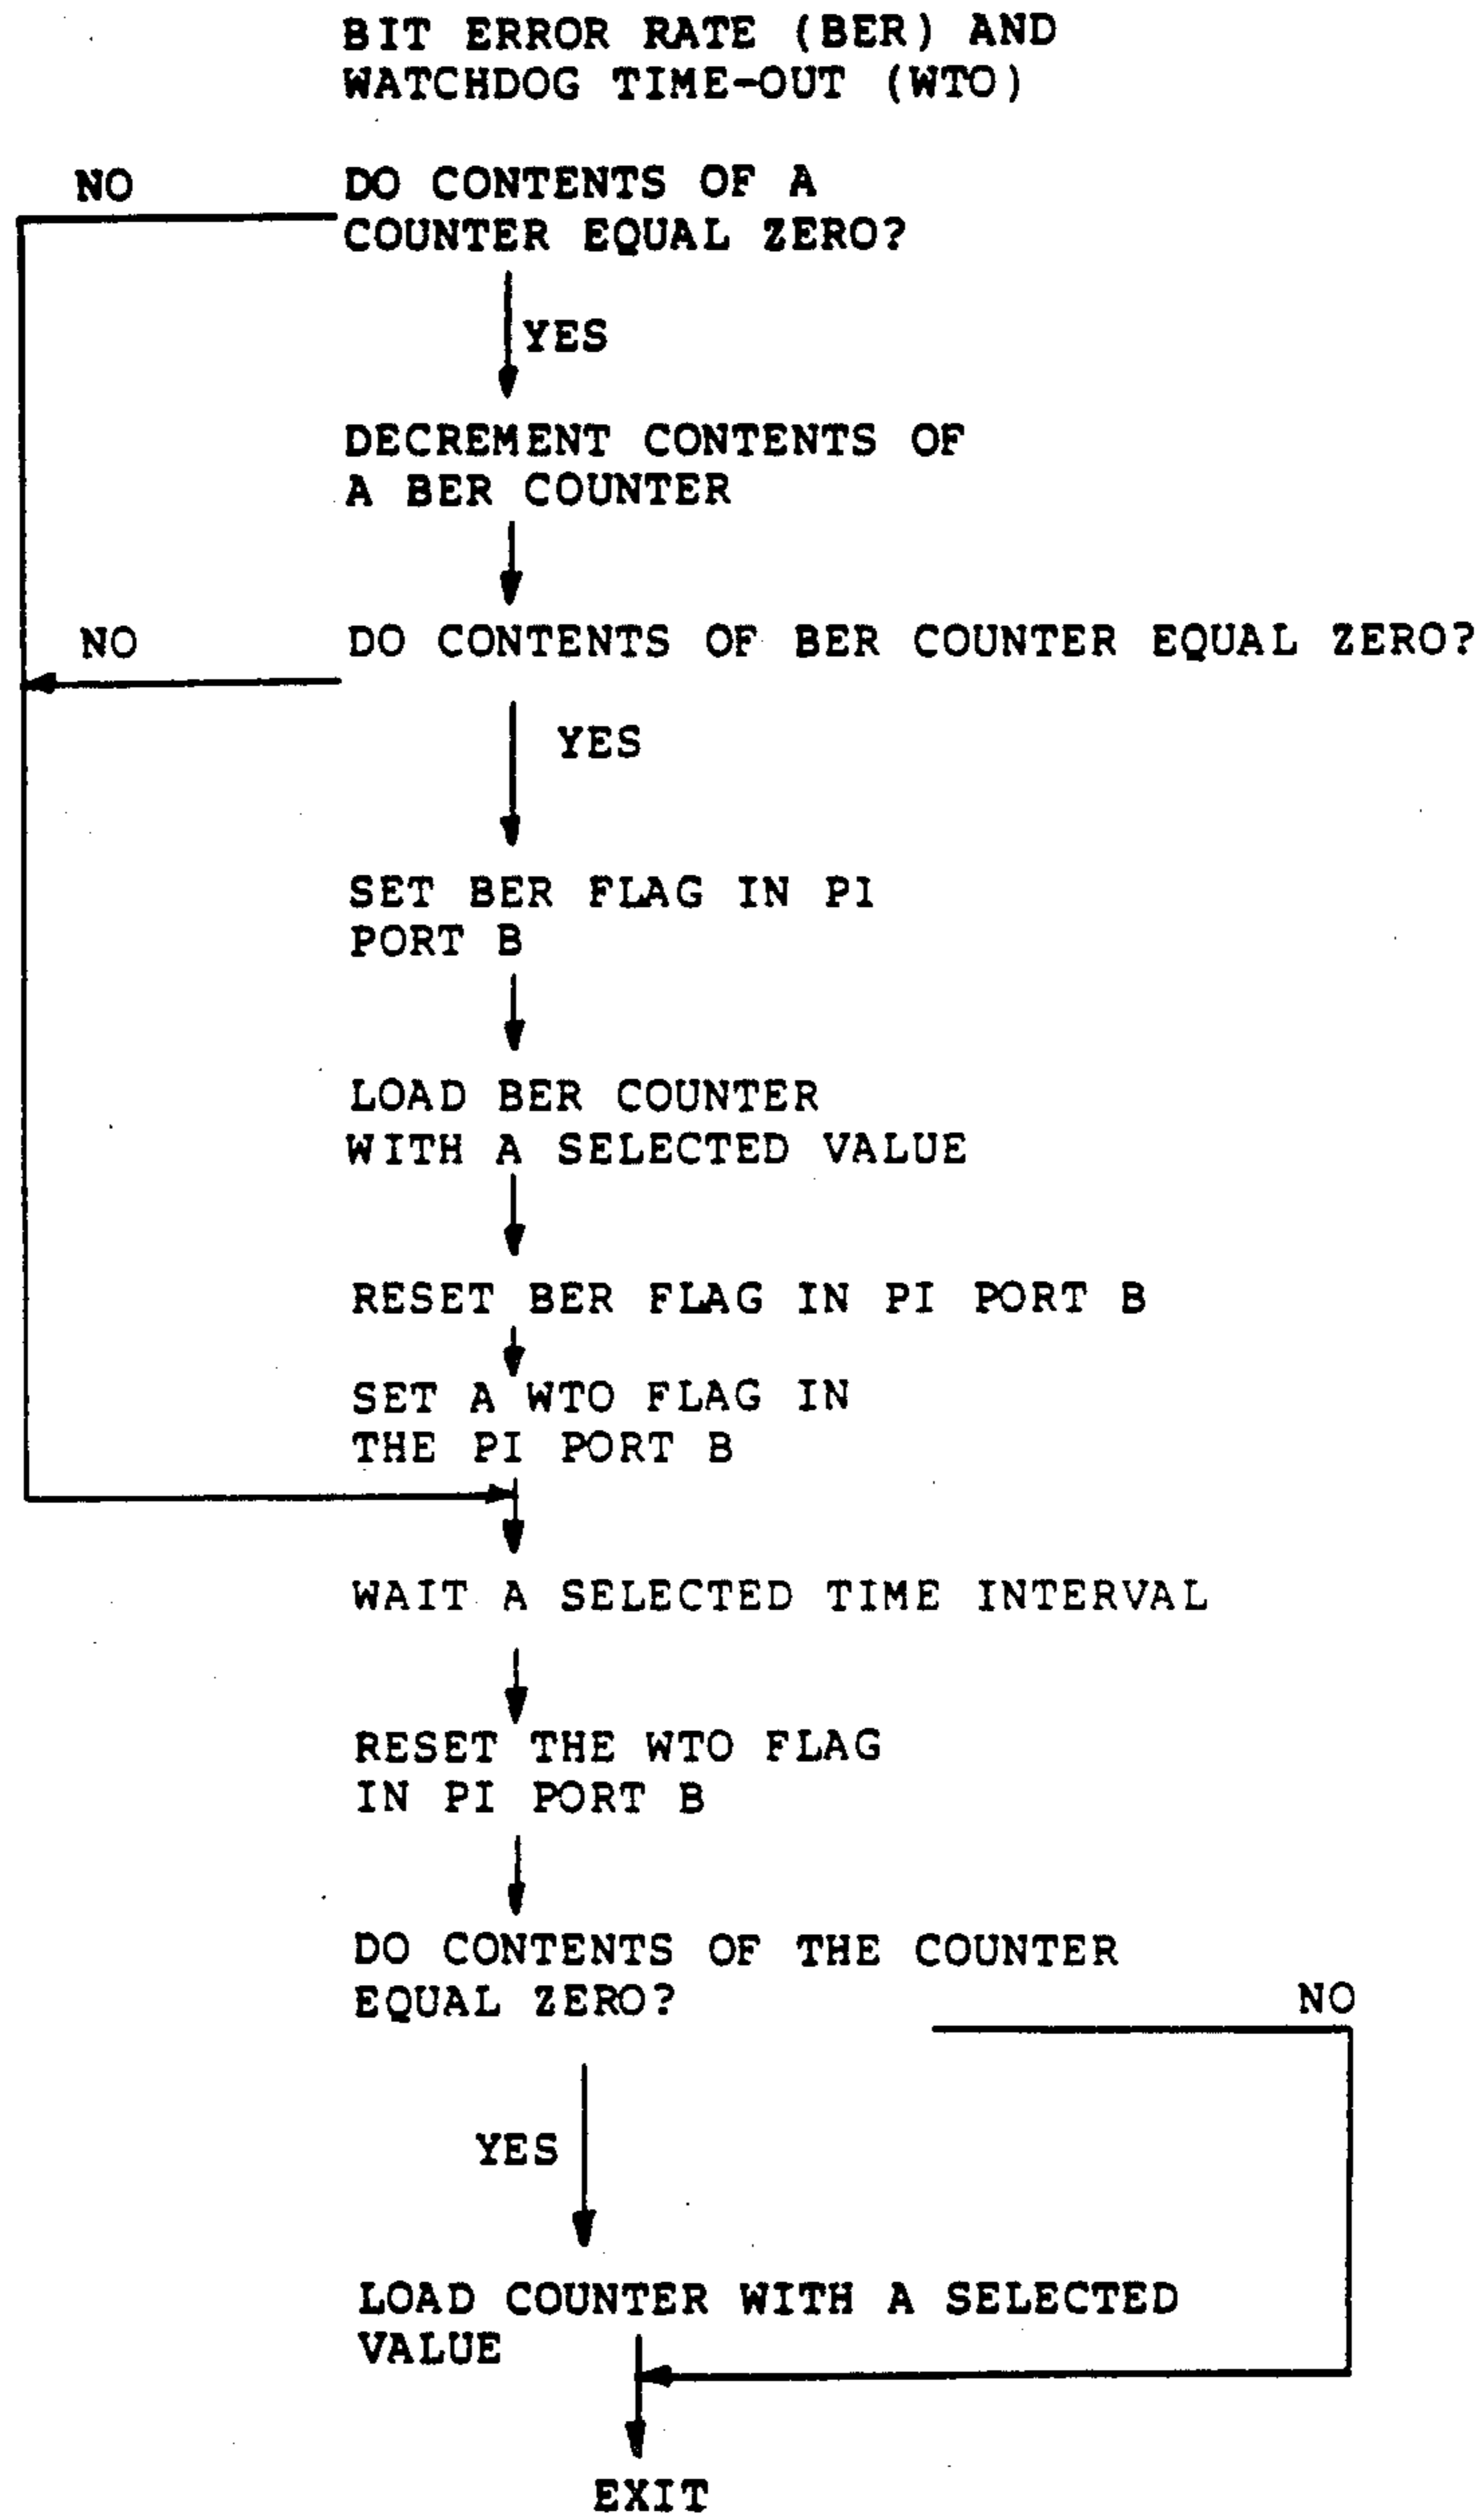 BIT ERROR RATE (BER) AND
WATCHDOG TIME-OUT (WTO)
NO
DO CONTENTS OF A
COUNTER EQUAL ZERO?
YES
DECREMENT CONTENTS OF
A BER COUNTER
NO
DO CONTENTS OF BER COUNTER EQUAL ZERO?
YES
SET BER FLAG IN PI
PORT B
LOAD BER COUNTER
WITH A SELECTED VALUE
RESET BER FLAG IN PI PORT B
SET A WTO FLAG IN
THE PI PORT B
WAIT A SELECTED TIME INTERVAL
RESET THE WTO FLAG
IN PI PORT B
DO CONTENTS OF THE COUNTER
EQUAL ZERO?
NO
YES
LOAD COUNTER WITH A SELECTED
VALUE
EXIT